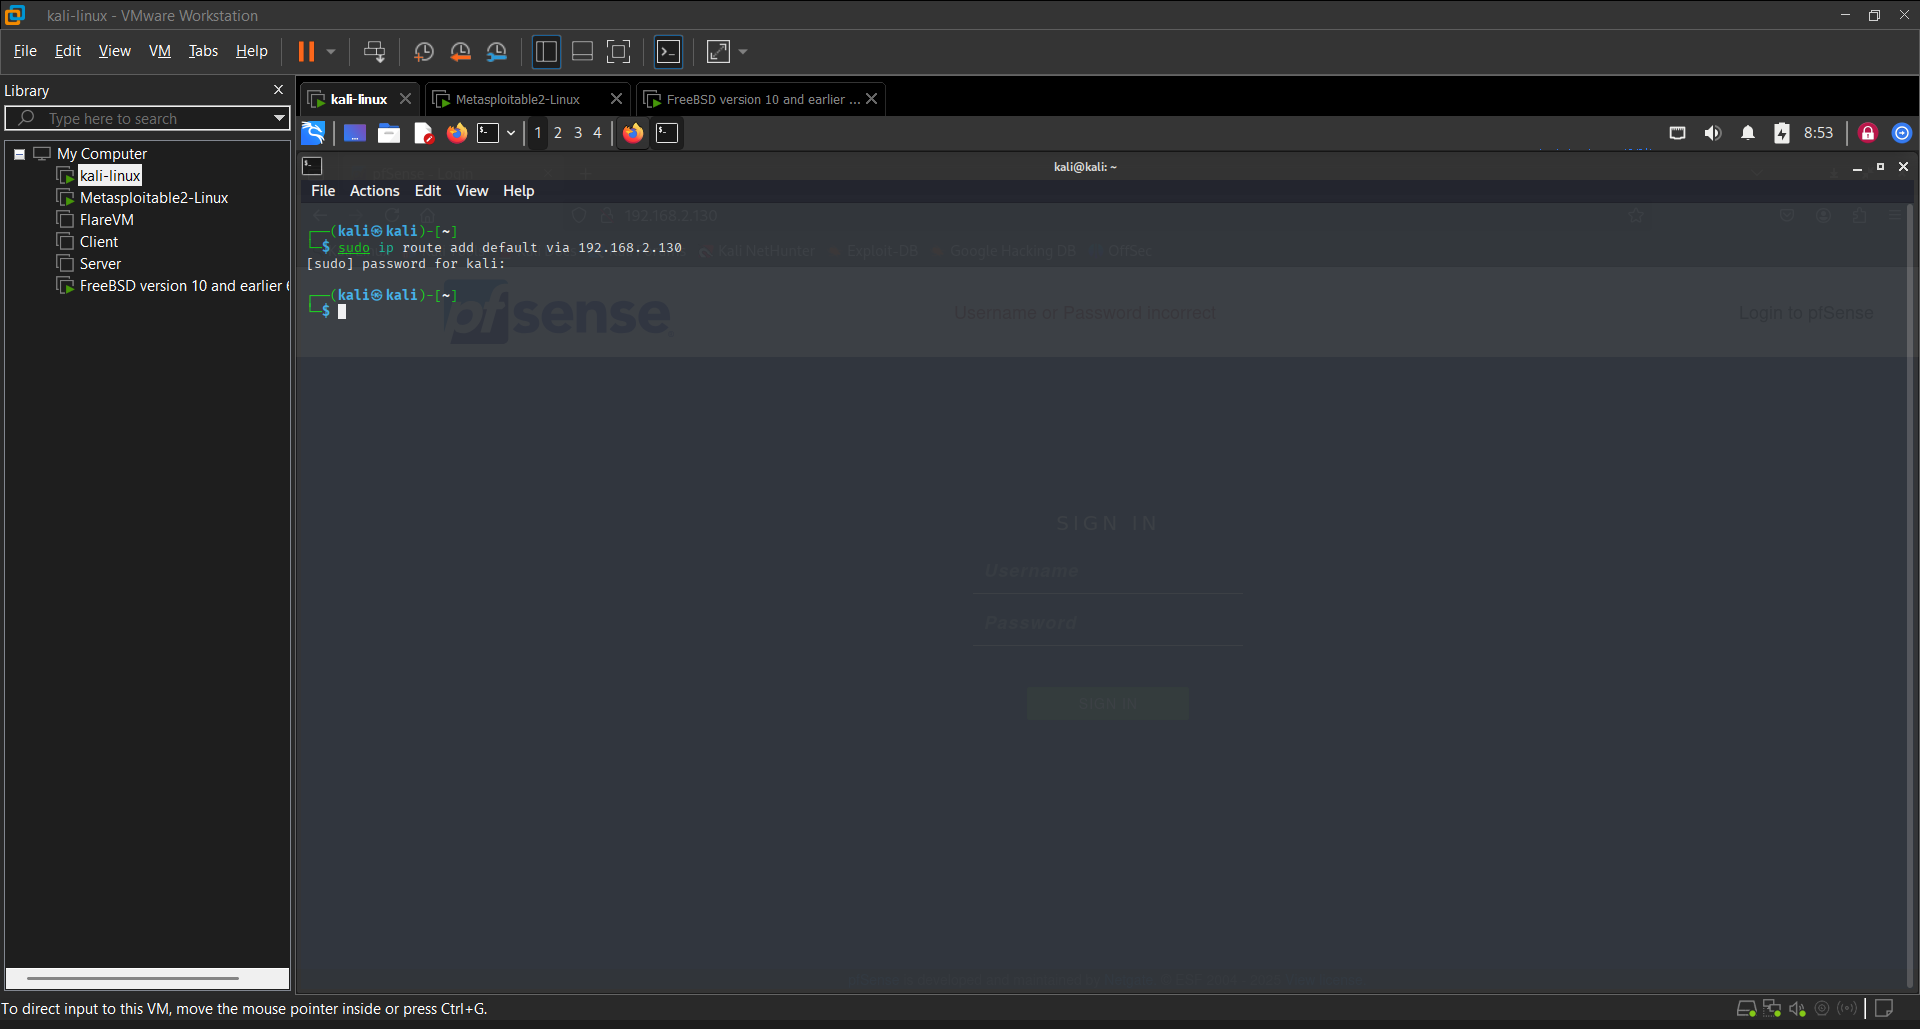 kali-linux - VMware Workstation
File Edit View VM Tabs Help
Library
Type here to search
My Computer
kali-linux
Metasploitable2-Linux
FlareVM
Client
Server
FreeBSD version 10 and earlier
kali-linux Metasploitable2-Linux FreeBSD version 10 and earlier ...
1 2 3 4 8:53
kali@kali: ~
File Actions Edit View Help
192.168.2.130
Kali NetHunter Exploit-DB Google Hacking DB OffSec
(kali㉿kali)-[~]
$ sudo ip route add default via 192.168.2.130
[sudo] password for kali:
(kali㉿kali)-[~]
$
pfsense
Username or Password incorrect
Login to pfSense
SIGN IN
Username
Password
SIGN IN
To direct input to this VM, move the mouse pointer inside or press Ctrl+G.